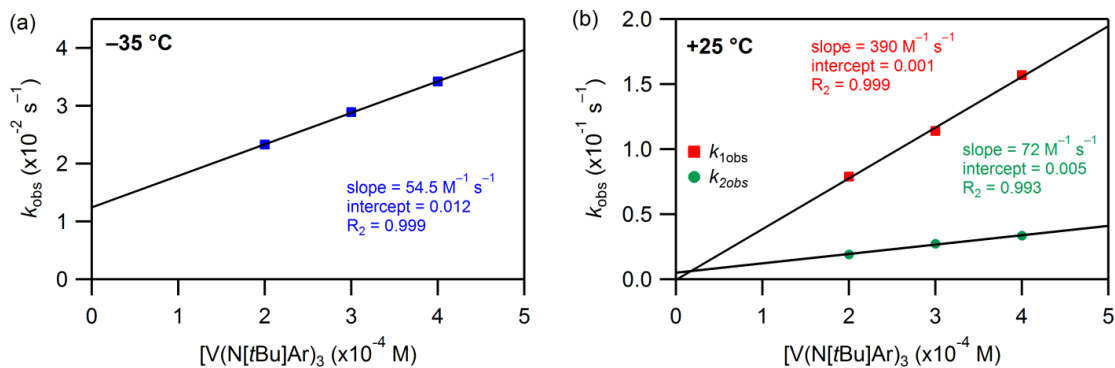 (a)
−35 °C
k_obs (x10⁻² s⁻¹)
4
3
2
1
0
slope = 54.5 M⁻¹ s⁻¹
intercept = 0.012
R₂ = 0.999
0 1 2 3 4 5
[V(N[tBu]Ar)₃ (x10⁻⁴ M)
(b)
+25 °C
k_obs (x10⁻¹ s⁻¹)
2.0
1.5
1.0
0.5
0.0
slope = 390 M⁻¹ s⁻¹
intercept = 0.001
R₂ = 0.999
k₁obs
k₂obs
slope = 72 M⁻¹ s⁻¹
intercept = 0.005
R₂ = 0.993
0 1 2 3 4 5
[V(N[tBu]Ar)₃ (x10⁻⁴ M)